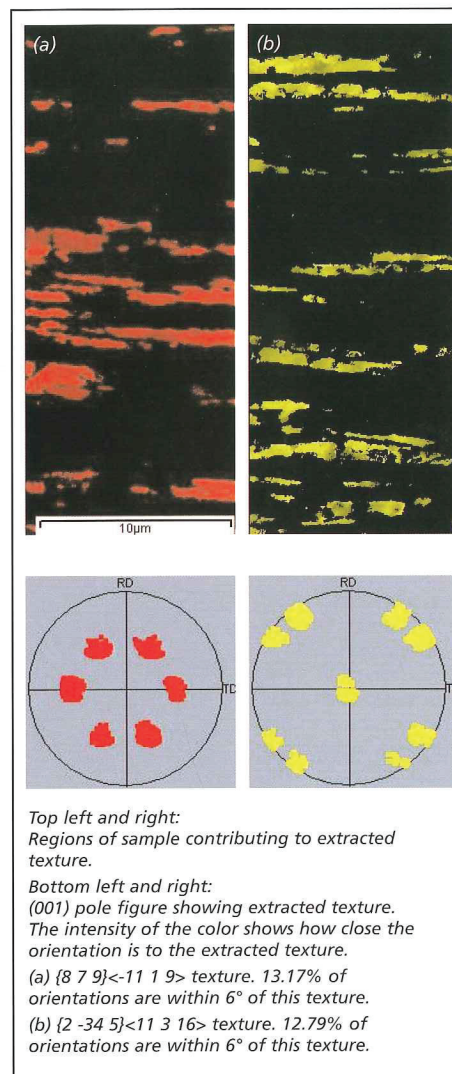 (a)
(b)
10µm
RD
RD
TD
T
Top left and right:
Regions of sample contributing to extracted
texture.
Bottom left and right:
(001) pole figure showing extracted texture.
The intensity of the color shows how close the
orientation is to the extracted texture.
(a) {8 7 9}<-11 1 9> texture. 13.17% of
orientations are within 6° of this texture.
(b) {2 -34 5}<11 3 16> texture. 12.79% of
orientations are within 6° of this texture.